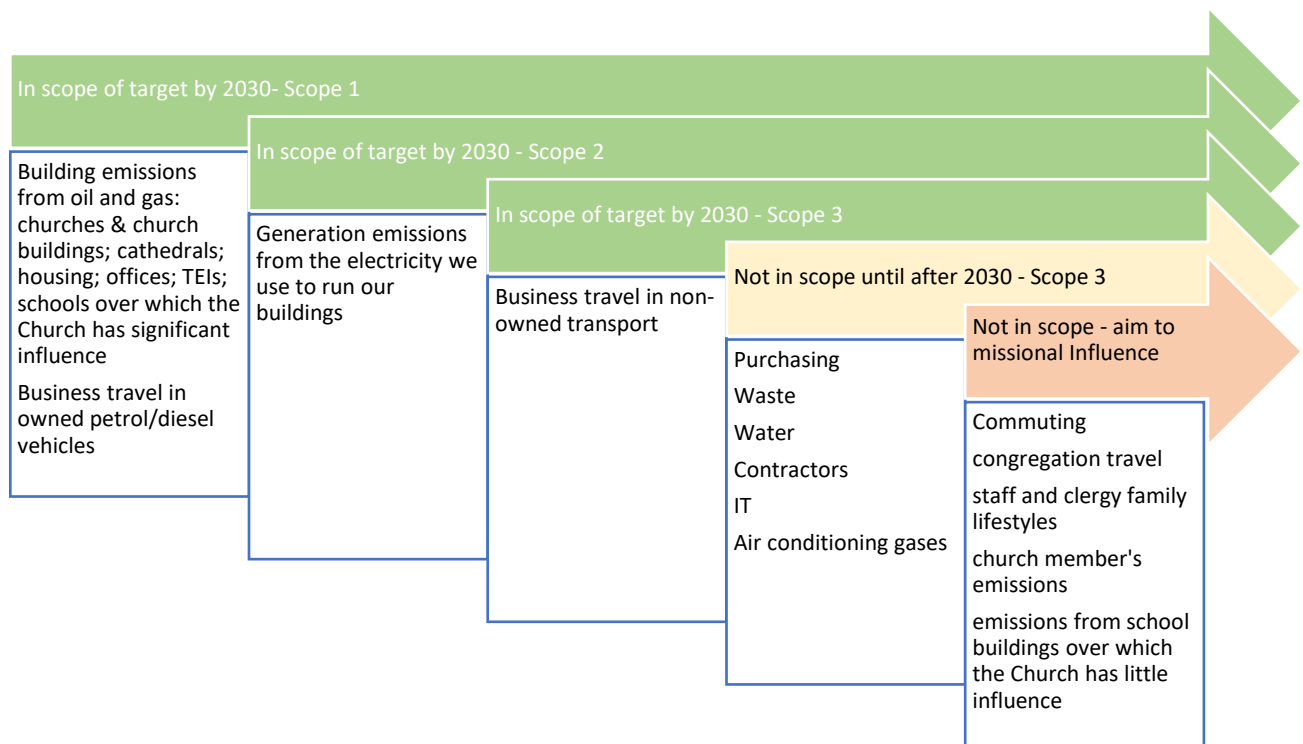 In scope of target by 2030- Scope 1
Building emissions
from oil and gas:
churches & church
buildings; cathedrals;
housing; offices; TEIs;
schools over which the
Church has significant
influence
Business travel in
owned petrol/diesel
vehicles
In scope of target by 2030 - Scope 2
Generation emissions
from the electricity we
use to run our
buildings
In scope of target by 2030 - Scope 3
Business travel in non-
owned transport
Not in scope until after 2030 - Scope 3
Purchasing
Waste
Water
Contractors
IT
Air conditioning gases
Not in scope - aim to
missional Influence
Commuting
congregation travel
staff and clergy family
lifestyles
church member's
emissions
emissions from school
buildings over which
the Church has little
influence